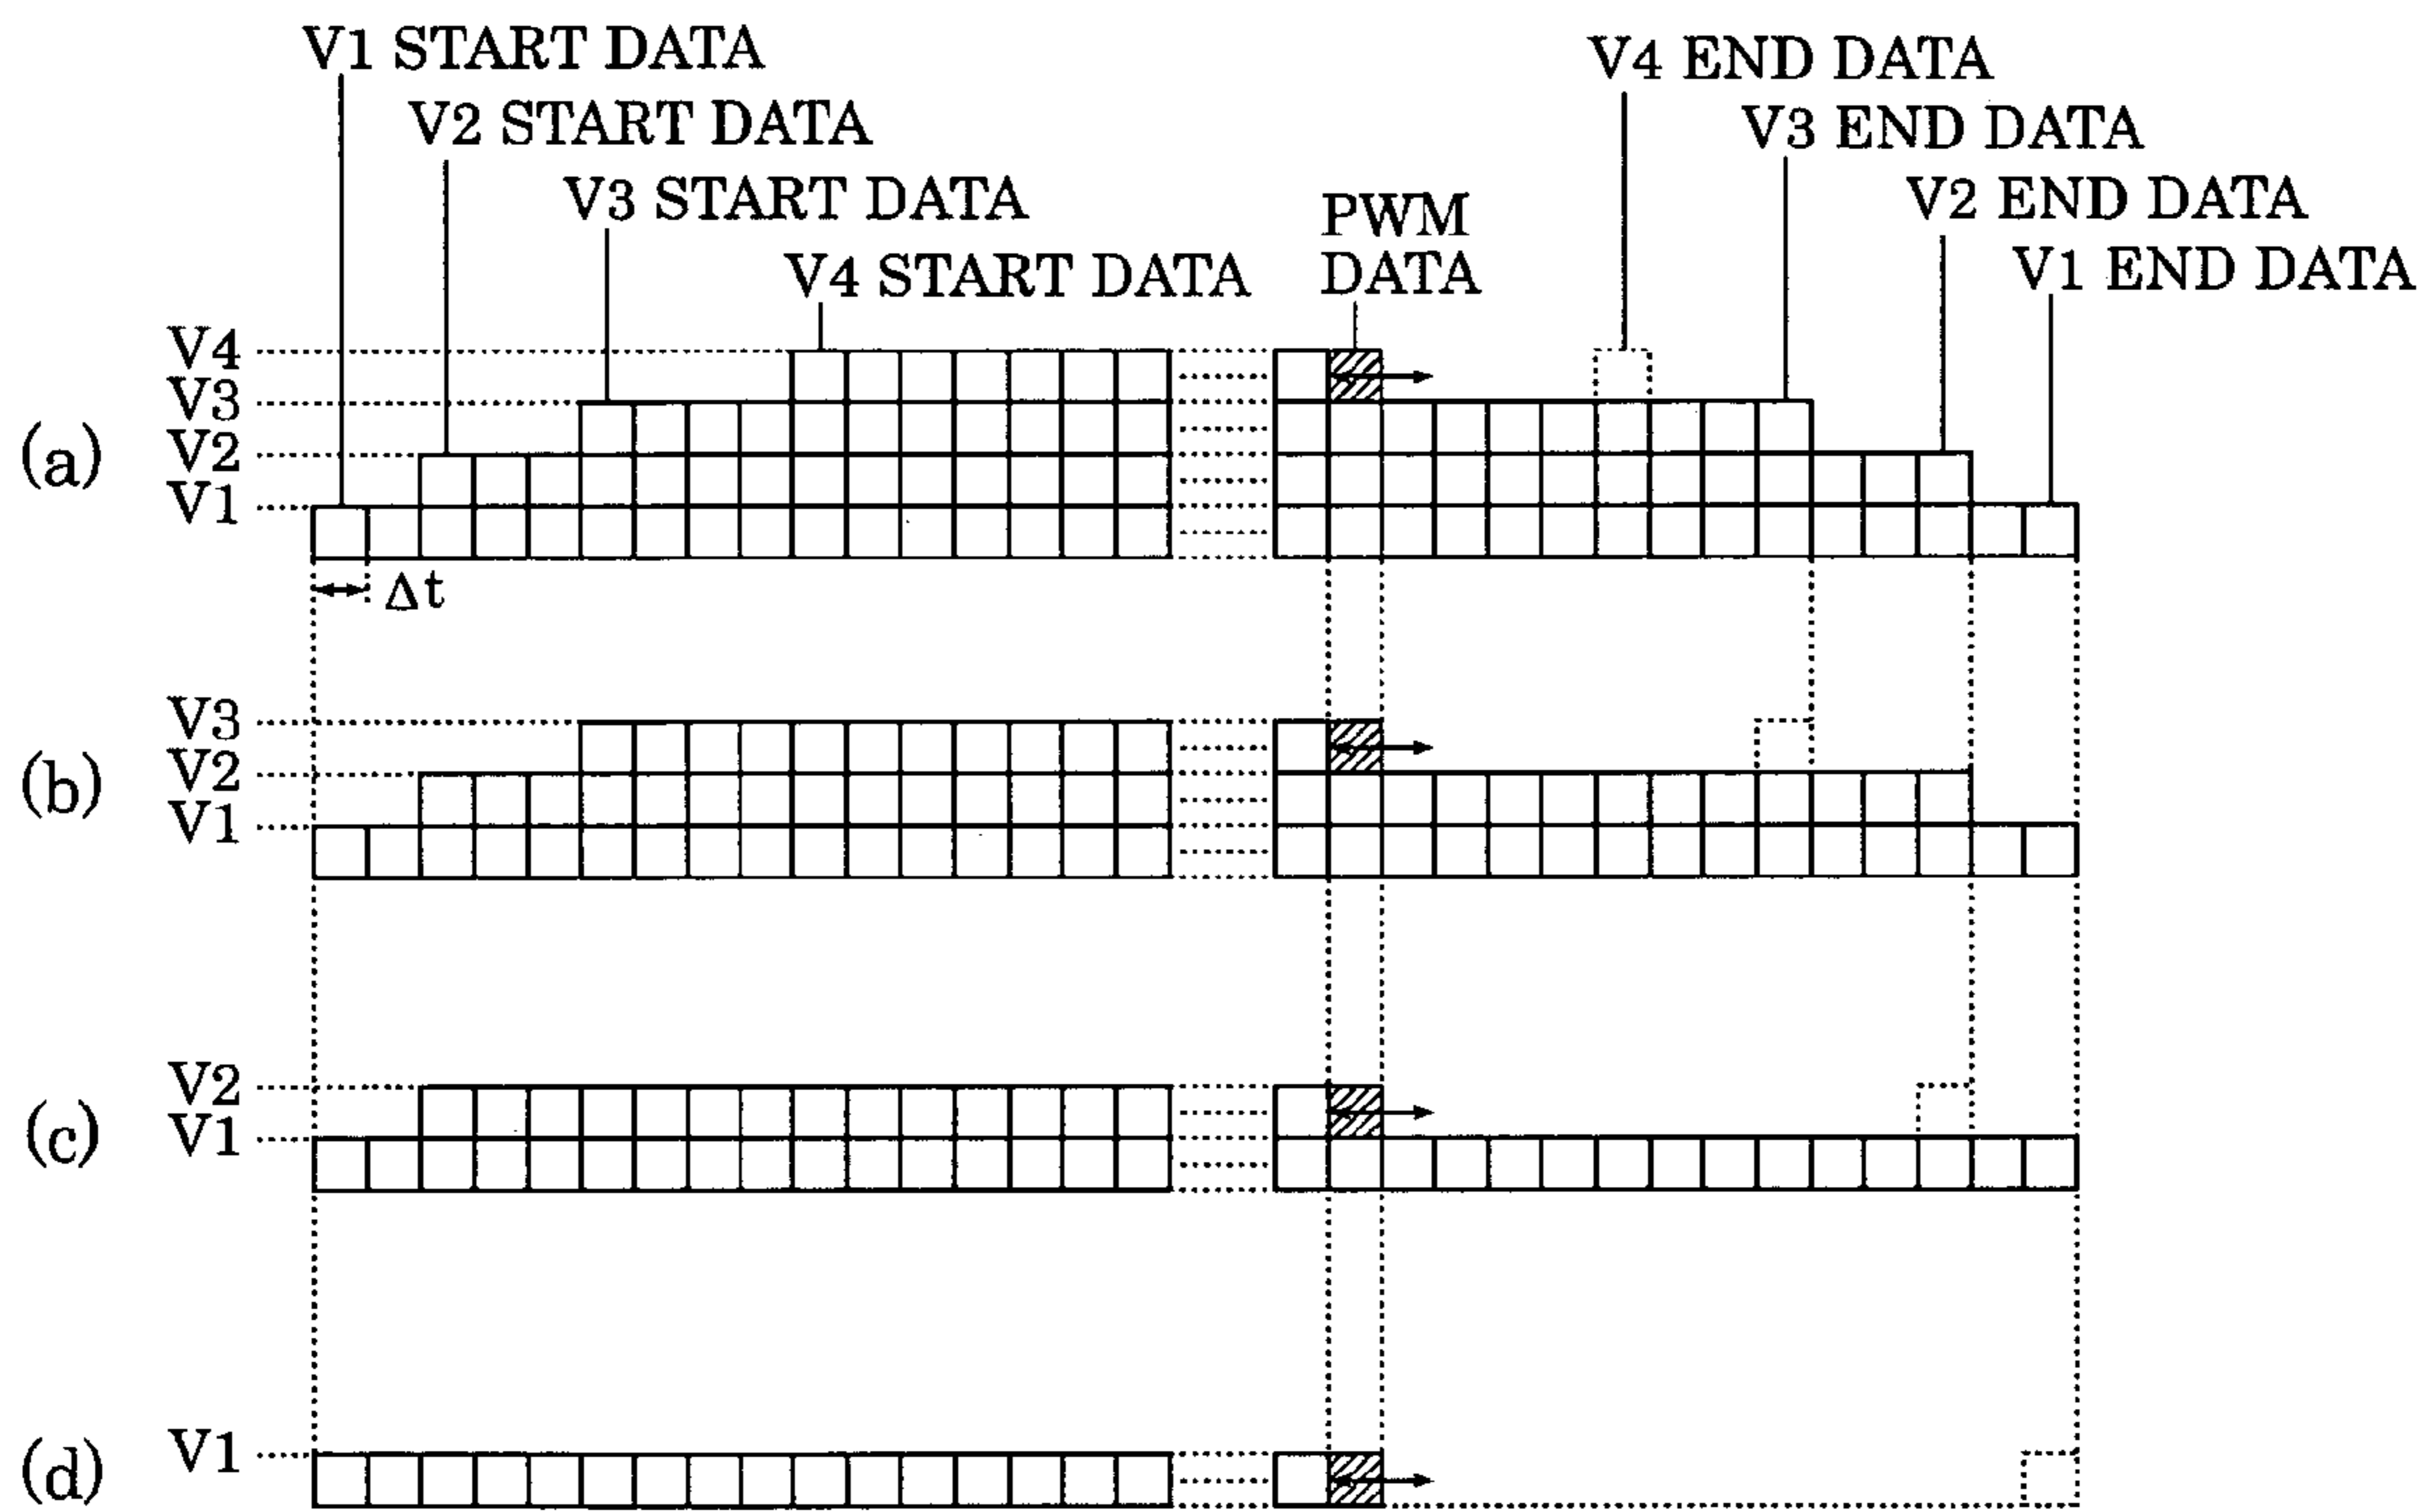 V1 START DATA
V2 START DATA
V3 START DATA
V4 START DATA
PWM
DATA
V4 END DATA
V3 END DATA
V2 END DATA
V1 END DATA
(a)
V4
V3
V2
V1
Δt
(b)
V3
V2
V1
(c)
V2
V1
(d)
V1